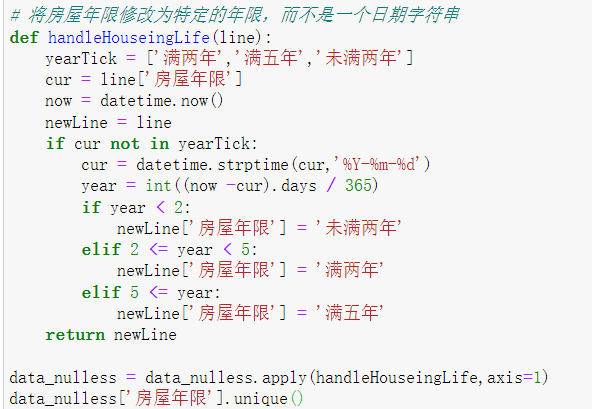 # 将房屋年限修改为特定的年限，而不是一个日期字符串
def handleHouseingLife(line):
    yearTick = ['满两年','满五年','未满两年']
    cur = line['房屋年限']
    now = datetime.now()
    newLine = line
    if cur not in yearTick:
        cur = datetime.strptime(cur,'%Y-%m-%d')
        year = int((now -cur).days / 365)
        if year < 2:
            newLine['房屋年限'] = '未满两年'
        elif 2 <= year < 5:
            newLine['房屋年限'] = '满两年'
        elif 5 <= year:
            newLine['房屋年限'] = '满五年'
    return newLine

data_nulless = data_nulless.apply(handleHouseingLife,axis=1)
data_nulless['房屋年限'].unique()